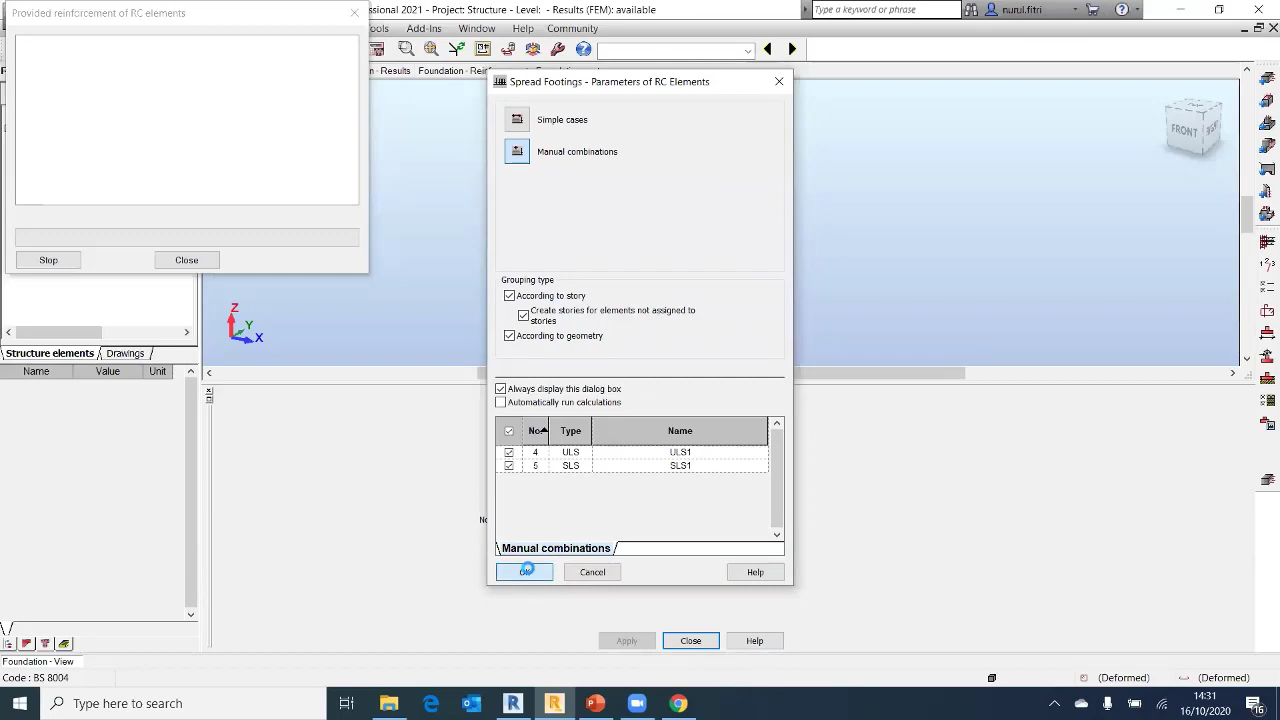 Provided reinforcement of RC elements
essional 2021 - Project: Structure - Level: - Results (FEM): available
Type a keyword or phrase
nurul.fitri
ools Add-Ins Window Help Community
n - Results Foundation - Reinforcement
Spread Footings - Parameters of RC Elements
Simple cases
Manual combinations
FRONT
Stop Close
Grouping type
According to story
Create stories for elements not assigned to
stories
According to geometry
Z
Y
X
Structure elements Drawings
Name Value Unit
Always display this dialog box
Automatically run calculations
No. Type Name
4 ULS ULS1
5 SLS SLS1
No
Manual combinations
OK Cancel Help
Apply Close Help
Foundation - View
Code : BS 8004
(Deformed) (Deformed)
Type here to search
14:31
16/10/2020
16